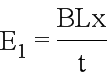 E₁ = BLx/t